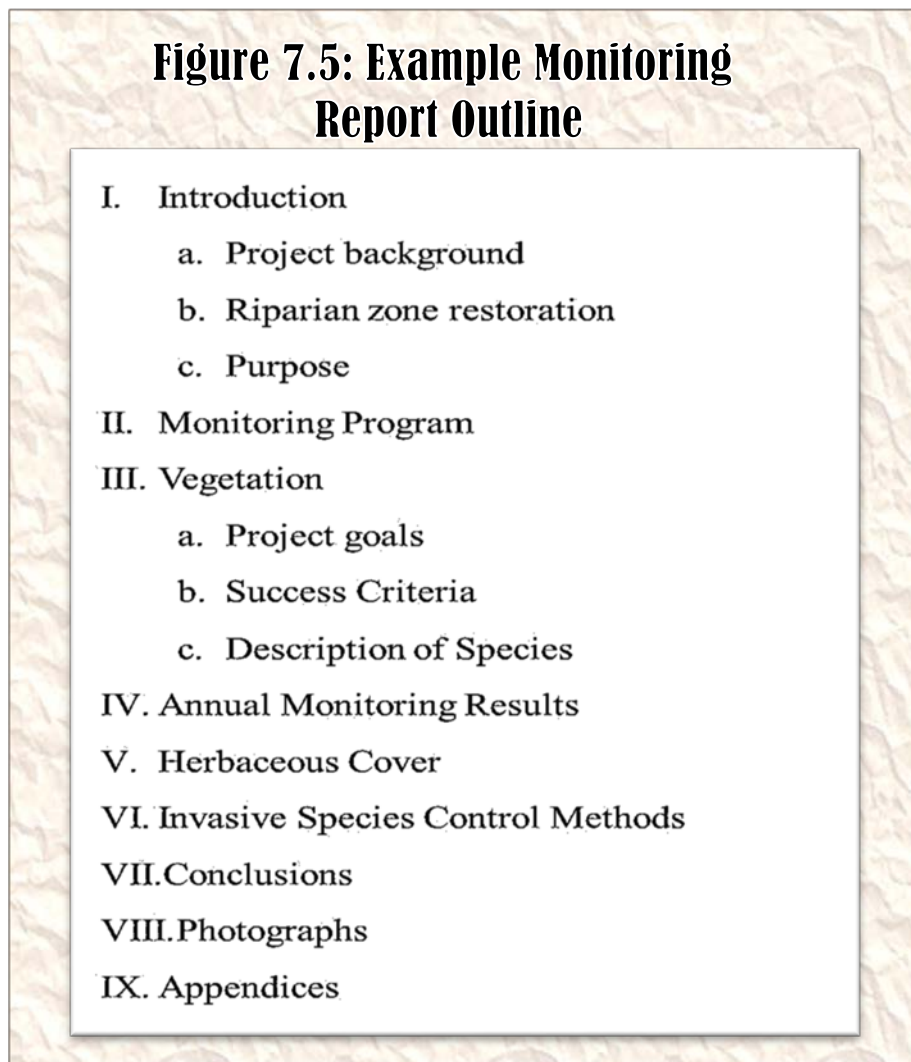 Figure 7.5: Example Monitoring
Report Outline
I. Introduction
a. Project background
b. Riparian zone restoration
c. Purpose
II. Monitoring Program
III. Vegetation
a. Project goals
b. Success Criteria
c. Description of Species
IV. Annual Monitoring Results
V. Herbaceous Cover
VI. Invasive Species Control Methods
VII. Conclusions
VIII. Photographs
IX. Appendices